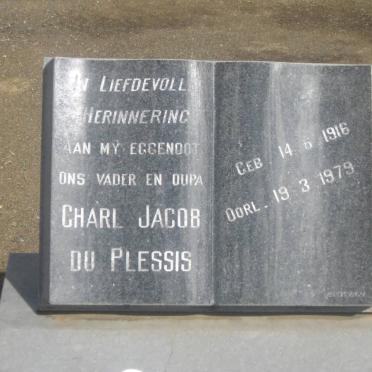 IN LIEFDEVOLLE
HERINNERING
AAN MY EGGENOOT
ONS VADER EN OUPA
CHARL JACOB
DU PLESSIS
GEB. 14 6 1916
OORL. 19 3 1979